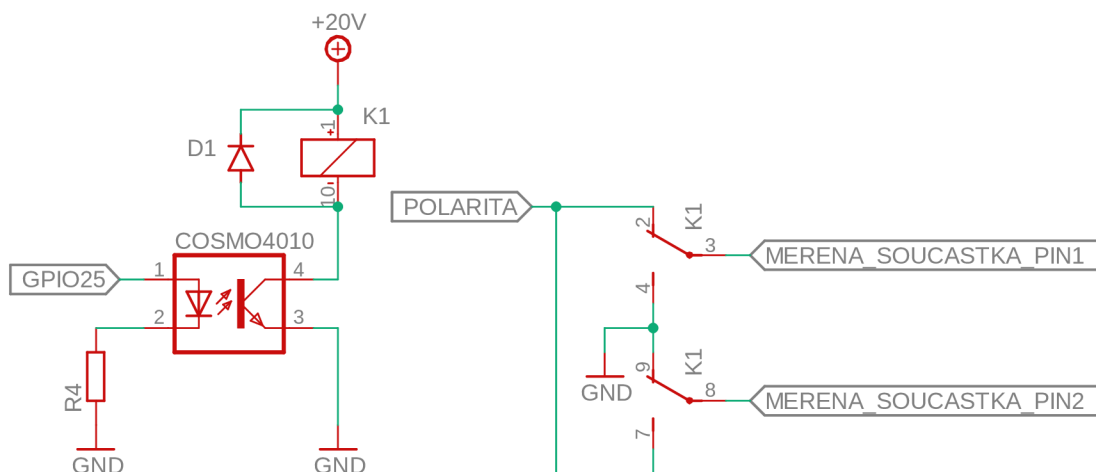 +20V
K1
1
+
D1
-
10
POLARITA
2
K1
3
MERENA_SOUCASTKA_PIN1
COSMO4010
GPIO25
1
4
2
3
4
9
K1
8
MERENA_SOUCASTKA_PIN2
GND
R4
7
GND
GND